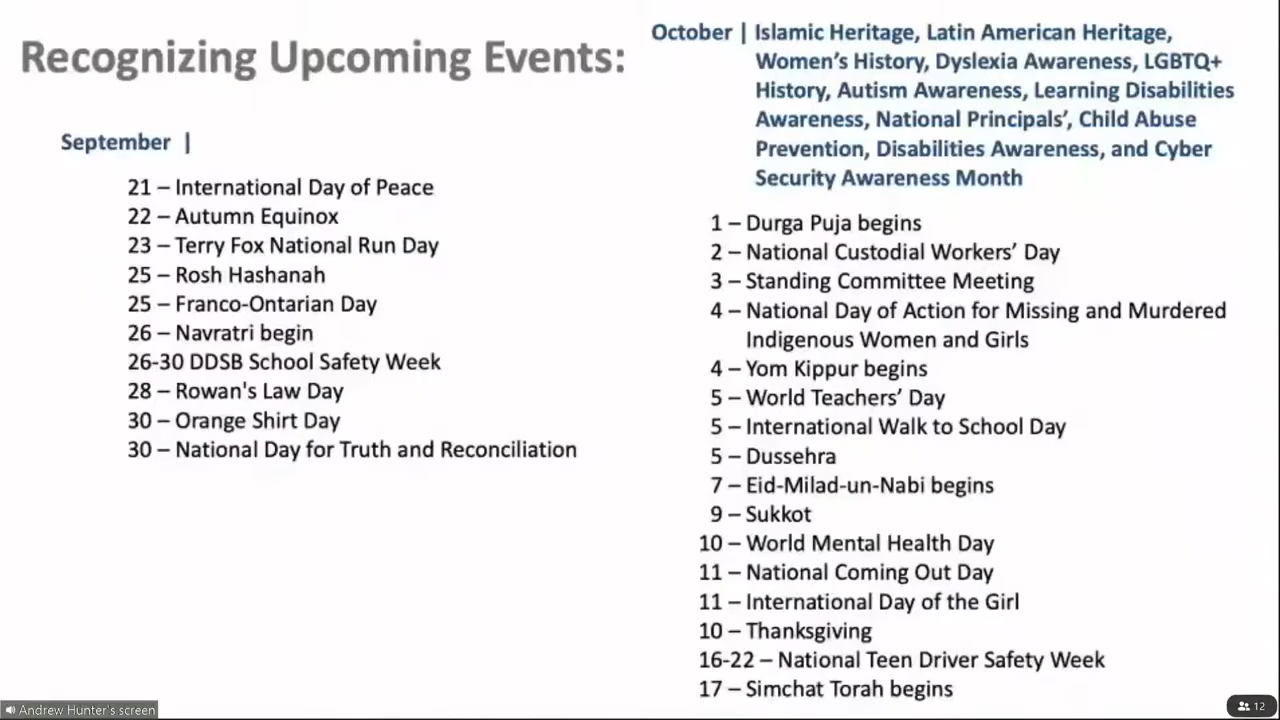 Recognizing Upcoming Events:
September |
21 – International Day of Peace
22 – Autumn Equinox
23 – Terry Fox National Run Day
25 – Rosh Hashanah
25 – Franco-Ontarian Day
26 – Navratri begin
26-30 DDSB School Safety Week
28 – Rowan's Law Day
30 – Orange Shirt Day
30 – National Day for Truth and Reconciliation
October | Islamic Heritage, Latin American Heritage,
Women’s History, Dyslexia Awareness, LGBTQ+
History, Autism Awareness, Learning Disabilities
Awareness, National Principals’, Child Abuse
Prevention, Disabilities Awareness, and Cyber
Security Awareness Month
1 – Durga Puja begins
2 – National Custodial Workers’ Day
3 – Standing Committee Meeting
4 – National Day of Action for Missing and Murdered
Indigenous Women and Girls
4 – Yom Kippur begins
5 – World Teachers’ Day
5 – International Walk to School Day
5 – Dussehra
7 – Eid-Milad-un-Nabi begins
9 – Sukkot
10 – World Mental Health Day
11 – National Coming Out Day
11 – International Day of the Girl
10 – Thanksgiving
16-22 – National Teen Driver Safety Week
17 – Simchat Torah begins
Andrew Hunter's screen
12